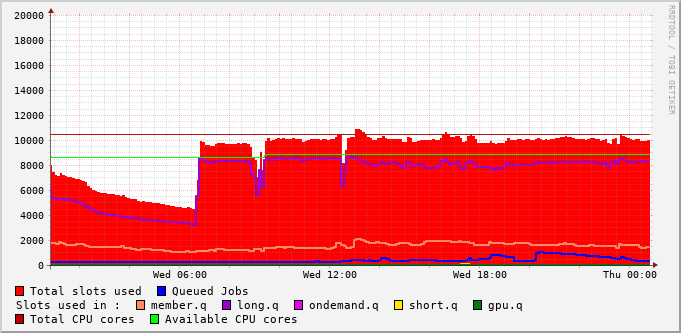 20000
18000
16000
14000
12000
10000
8000
6000
4000
2000
0
Wed 06:00 Wed 12:00 Wed 18:00 Thu 00:00
Total slots used Queued Jobs
Slots used in : member.q long.q ondemand.q short.q gpu.q
Total CPU cores Available CPU cores
RRDTOOL / TOBI OETIKER